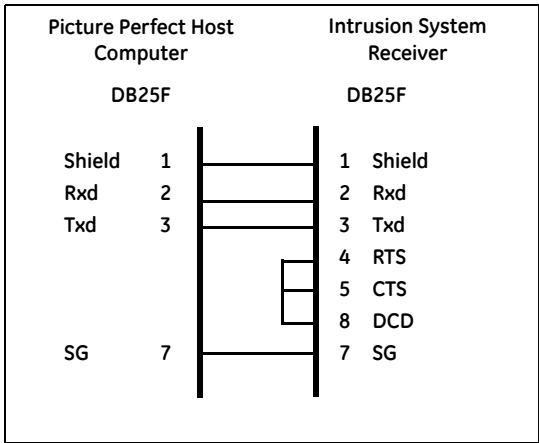 Picture Perfect Host Computer
Intrusion System Receiver
DB25F DB25F
Shield 1 1 Shield
Rxd 2 2 Rxd
Txd 3 3 Txd
4 RTS
5 CTS
8 DCD
SG 7 7 SG